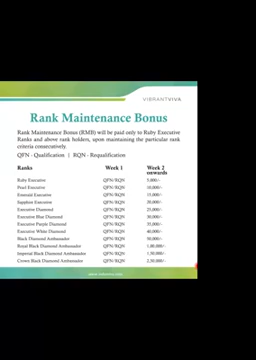 VIBRANTVIVA
Rank Maintenance Bonus
Rank Maintenance Bonus (RMB) will be paid only to Ruby Executive
Ranks and above rank holders, upon maintaining the particular rank
criteria consecutively.
QFN - Qualification | RQN - Requalification
Ranks Week 1 Week 2 onwards
Ruby Executive QFN/RQN 5,000/-
Pearl Executive QFN/RQN 10,000/-
Emerald Executive QFN/RQN 15,000/-
Sapphire Executive QFN/RQN 20,000/-
Executive Diamond QFN/RQN 25,000/-
Executive Blue Diamond QFN/RQN 30,000/-
Executive Purple Diamond QFN/RQN 35,000/-
Executive White Diamond QFN/RQN 40,000/-
Black Diamond Ambassador QFN/RQN 50,000/-
Royal Black Diamond Ambassador QFN/RQN 1,00,000/-
Imperial Black Diamond Ambassador QFN/RQN 1,50,000/-
Crown Black Diamond Ambassador QFN/RQN 2,50,000/-